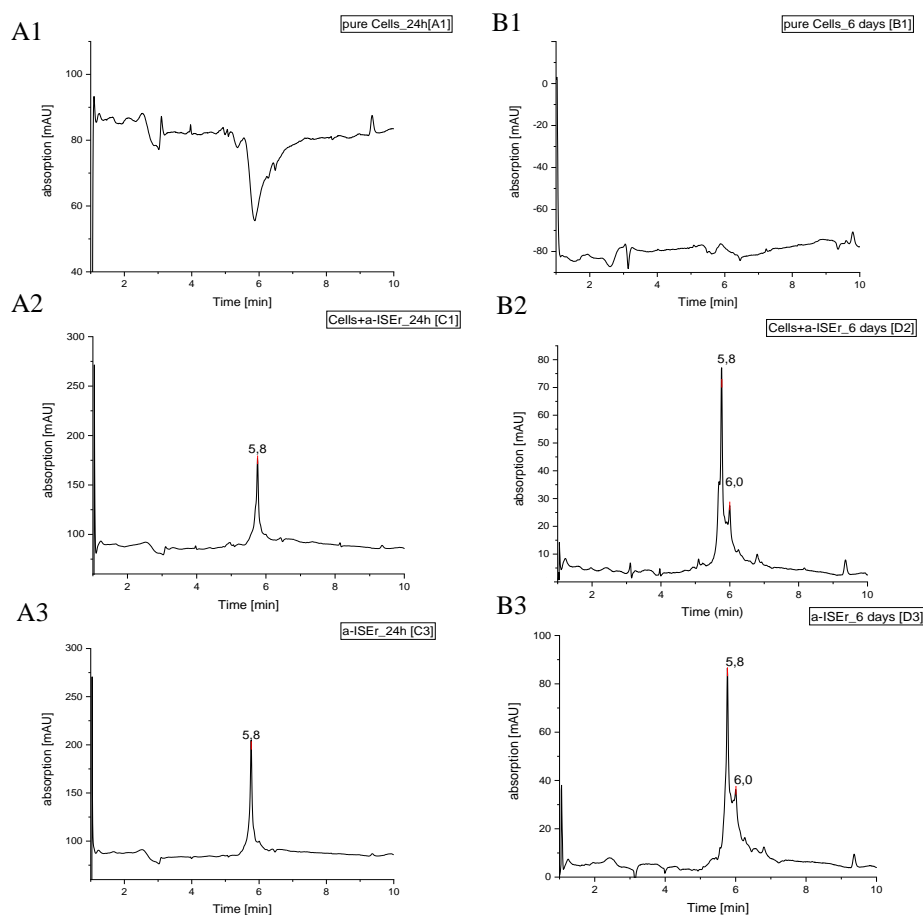 A1
pure Cells_24h[A1]
absorption [mAU]
100
80
60
40
2
4
6
8
10
Time [min]
B1
pure Cells_6 days [B1]
absorption [mAU]
0
-20
-40
-60
-80
2
4
6
8
10
Time [min]
A2
Cells+a-ISEr_24h [C1]
absorption [mAU]
300
250
200
150
100
5,8
2
4
6
8
10
Time [min]
B2
Cells+a-ISEr_6 days [D2]
absorption [mAU]
80
70
60
50
40
30
20
10
5,8
6,0
2
4
6
8
10
Time (min)
A3
a-ISEr_24h [C3]
absorption [mAU]
300
250
200
150
100
5,8
2
4
6
8
10
Time [min]
B3
a-ISEr_6 days [D3]
absorption [mAU]
100
80
60
40
20
0
5,8
6,0
2
4
6
8
10
Time [min]